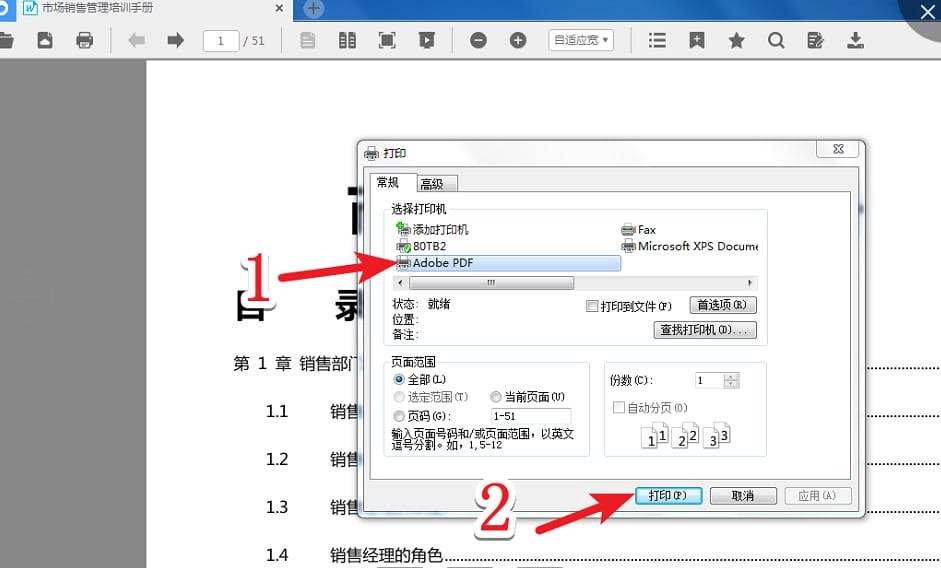 市场销售管理培训手册
1 / 51
自适应宽
打印
常规 高级
选择打印机
添加打印机
Fax
80TB2
Microsoft XPS Docume
Adobe PDF
状态: 就绪
打印到文件(F)
首选项(R)
位置:
备注:
查找打印机(D)...
页面范围
全部(L)
选定范围(T) 当前页面(U)
页码(G): 1-51
输入页号码和/或页面范围，以英文
逗号分割。如，1,5-12
份数(C): 1
自动分页(O)
1 1 2 2 3 3
打印(P) 取消 应用(A)
1
2
目 录
第 1 章 销售部门
1.1 销售
1.2 销售
1.3 销售
1.4 销售经理的角色